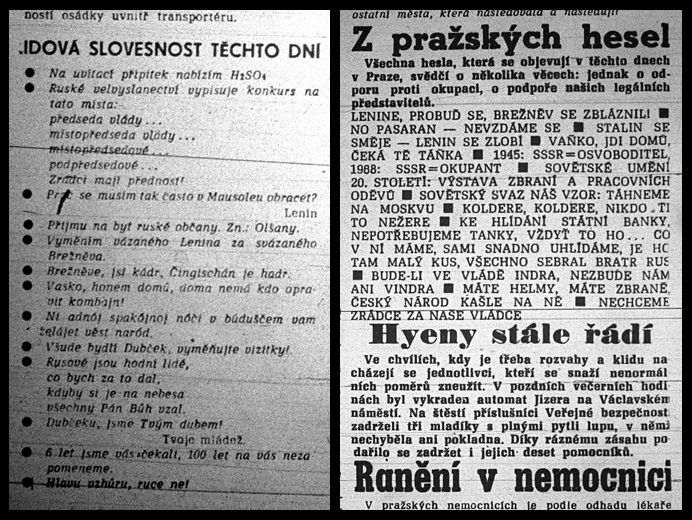 ností osádky uvnitř transportéru.
IDOVÁ SLOVESNOST TĚCHTO DNÍ
● Na uvítací přípitek nabízím H₂SO₄
● Ruské velvyslanectví vypisuje konkurs na
tato místa:
předseda vlády ...
místopředseda vlády ...
místopředsedové ...
podpředsedové ...
Zrádci mají přednost!
● Proč se musím tak často v Mausoleu obracet?
Lenin
● Přijmu na byt ruské občany. Zn.: Olšany.
● Vyměním vázaného Lenina za svázaného
Brežněva.
● Brežněve, jsi kádr, Čingischán je hadr.
● Vasko, honem domů, doma nemá kdo opra-
vit kombajn!
● Ni adnój spakójnoj nóči v búduščem vam
želájet věst naród.
● Všude bydlí Dubček, vyměňujte vizitky!
● Rusové jsou hodní lidé,
co bych za to dal,
kdyby si je na nebesa
všechny Pán Bůh vzal.
● Dubčeku, jsme Tvým dubem!
Tvoje mládež.
● 6 let jsme vás čekali, 100 let na vás neza-
pomeneme.
● Hlavu vzhůru, ruce ne!
ostatní města, která následovala a následují!
Z pražských hesel
Všechna hesla, která se objevují v těchto dnech
v Praze, svědčí o několika věcech: jednak o od-
poru proti okupaci, o podpoře našich legálních
představitelů.
LENINE, PROBUĎ SE, BREŽNĚV SE ZBLÁZNIL! ■
NO PASARAN — NEVZDÁME SE ■ STALIN SE
SMĚJE — LENIN SE ZLOBÍ ■ VAŇKO, JDI DOMŮ,
ČEKÁ TĚ TÁŇKA ■ 1945: SSSR=OSVOBODITEL,
1968: SSSR=OKUPANT ■ SOVĚTSKÉ UMĚNÍ
20. STOLETÍ: VÝSTAVA ZBRANÍ A PRACOVNÍCH
ODĚVŮ ■ SOVĚTSKÝ SVAZ NÁŠ VZOR: TÁHNEME
NA MOSKVU ■ KOLDERE, KOLDERE, NIKDO TI
TO NEŽERE ■ KE HLÍDÁNÍ STÁTNÍ BANKY,
NEPOTŘEBUJEME TANKY, VŽDYŤ TO HO... CO
V NÍ MÁME, SAMI SNADNO UHLÍDÁME, JE HO
TAM MALÝ KUS, VŠECHNO SEBRAL BRATR RUS
■ BUDE-LI VE VLÁDĚ INDRA, NEZBUDE NÁM
ANI VINDRA ■ MÁTE HELMY, MÁTE ZBRANĚ,
ČESKÝ NÁROD KAŠLE NA NĚ ■ NECHCEME
ZRÁDCE ZA NAŠE VLÁDCE
Hyeny stále řádí
Ve chvílích, kdy je třeba rozvahy a klidu na-
cházejí se jednotlivci, kteří se snaží nenormál-
ních poměrů zneužít. V pozdních večerních hodi-
nách byl vykraden automat Jizera na Václavském
náměstí. Na štěstí příslušníci Veřejné bezpečnost
zadrželi tři mladíky s plnými pytli lupu, v němž
nechyběla ani pokladna. Díky ráznému zásahu po-
dařilo se zadržet i jejich deset pomocníků.
Ranění v nemocnici
V pražských nemocnicích je podle odhadu lékaře